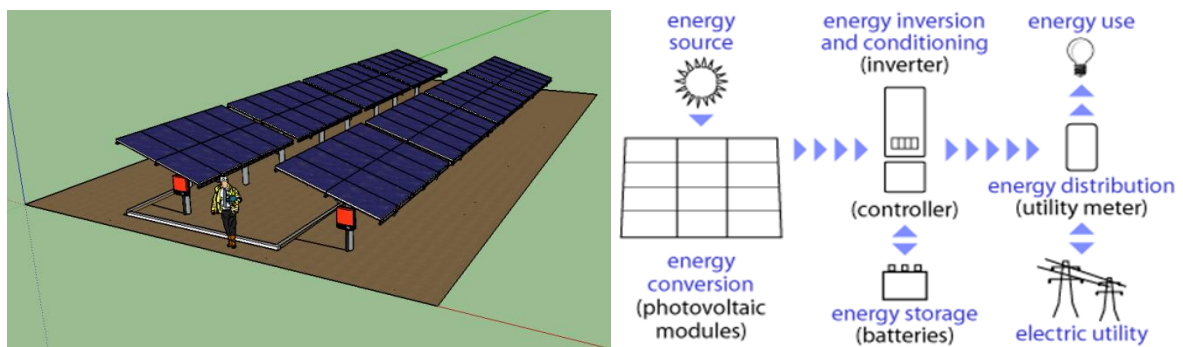 energy
source
energy inversion
and conditioning
(inverter)
energy use
(controller)
energy distribution
(utility meter)
energy
conversion
(photovoltaic
modules)
energy storage
(batteries)
electric utility